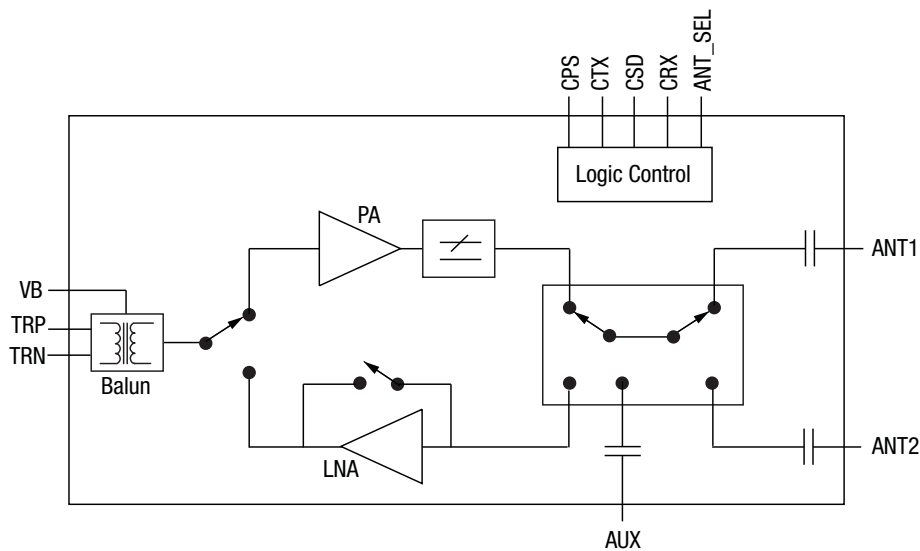 CPS
CTX
CSD
CRX
ANT_SEL
Logic Control
PA
ANT1
VB
TRP
TRN
Balun
LNA
ANT2
AUX